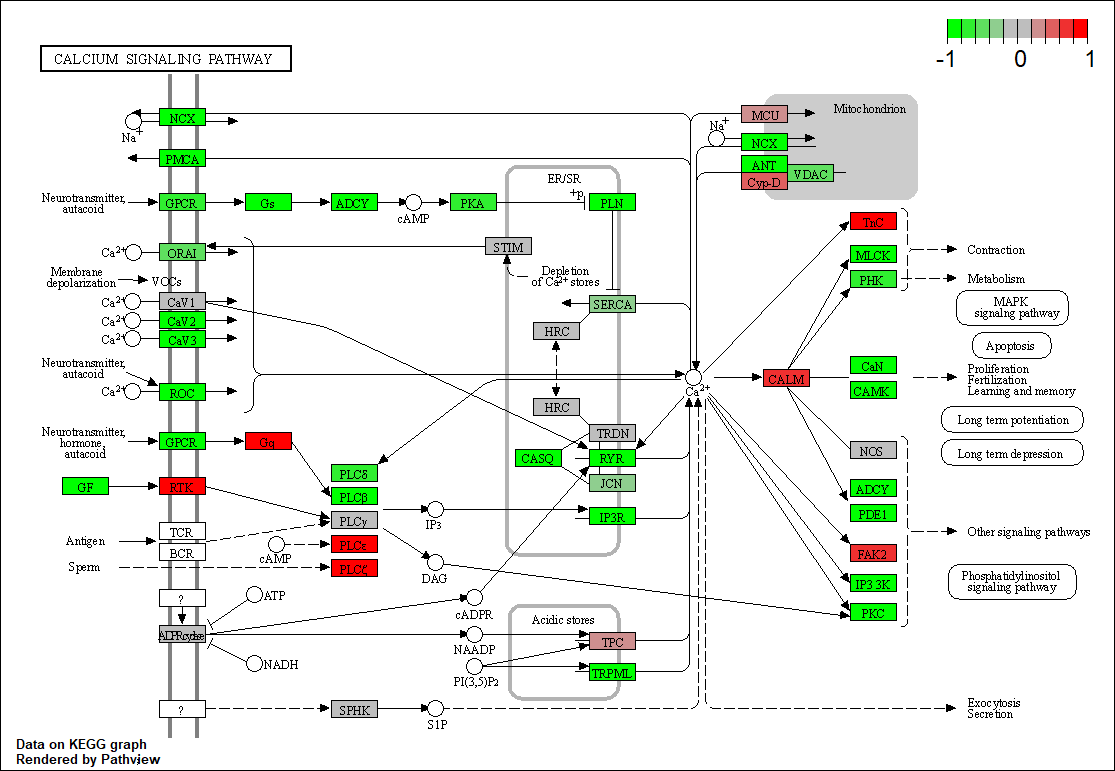 -1 0 1
CALCIUM SIGNALING PATHWAY
NCX
Na+
PMCA
Neurotransmitter,
autacoid
GPCR
Gs
ADCY
cAMP
PKA
ER/SR
+p
PLN
Ca2+
ORAI
STIM
Membrane
depolarization
VOCs
Depletion
of Ca2+ stores
Ca2+
CaV1
Ca2+
CaV2
Ca2+
CaV3
SERCA
HRC
HRC
Neurotransmitter,
autacoid
Ca2+
ROC
Neurotransmitter,
hormone,
autacoid
GPCR
Gq
TRDN
CASQ
RYR
JCN
IP3R
GF
RTK
PLCδ
PLCβ
PLCγ
PLCε
PLCζ
IP3
DAG
Antigen
TCR
BCR
cAMP
Sperm
?
ATP
cADPR
NAADP
NADH
PI(3,5)P2
Acidic stores
TPC
TRPML
?
SPHK
S1P
MCU
Mitochondrion
Na+
NCX
ANT
Cyp-D
VDAC
Ca2+
CALM
TnC
MLCK
PHK
Contraction
Metabolism
MAPK
signaling pathway
Apoptosis
CaN
CAMK
Proliferation
Fertilization
Learning and memory
Long term potentiation
Long term depression
NOS
ADCY
PDE1
FAK2
IP3 3K
PKC
Other signaling pathways
Phosphatidylinositol
signaling pathway
Exocytosis
Secretion
Data on KEGG graph
Rendered by Pathview